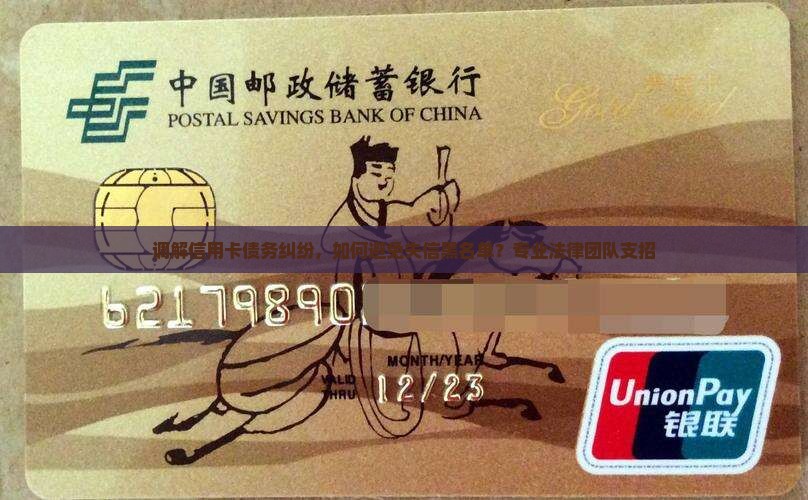 中国邮政储蓄银行
POSTAL SAVINGS BANK OF CHINA
调解信用卡债务纠纷，如何避免失信黑名单？专业法律团队支招
62179890
MONTH/YEAR
VALID
THRU
12/23
UnionPay
银联